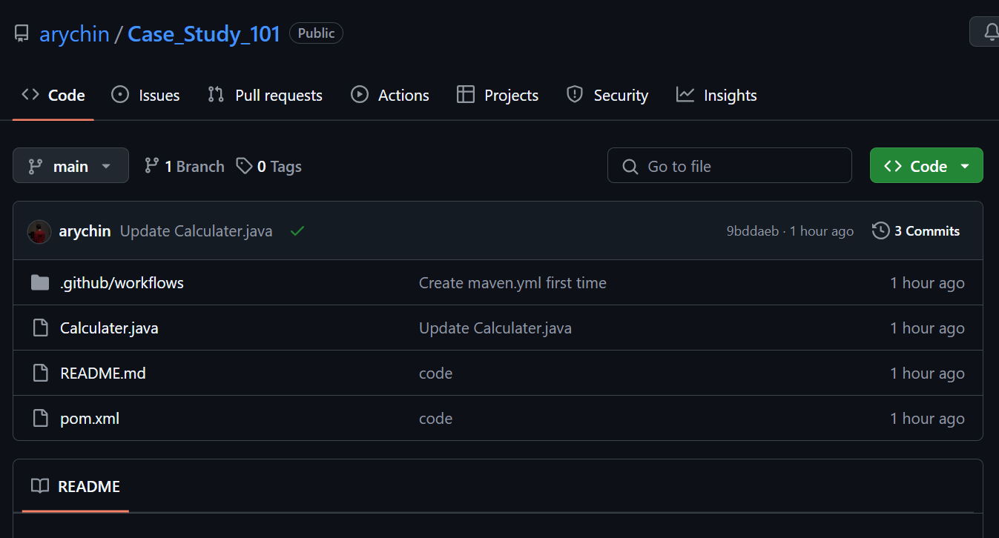 arychin / Case_Study_101 Public
Code Issues Pull requests Actions Projects Security Insights
main 1 Branch 0 Tags Go to file Code
arychin Update Calculater.java 9bddaeb · 1 hour ago 3 Commits
.github/workflows Create maven.yml first time 1 hour ago
Calculater.java Update Calculater.java 1 hour ago
README.md code 1 hour ago
pom.xml code 1 hour ago
README